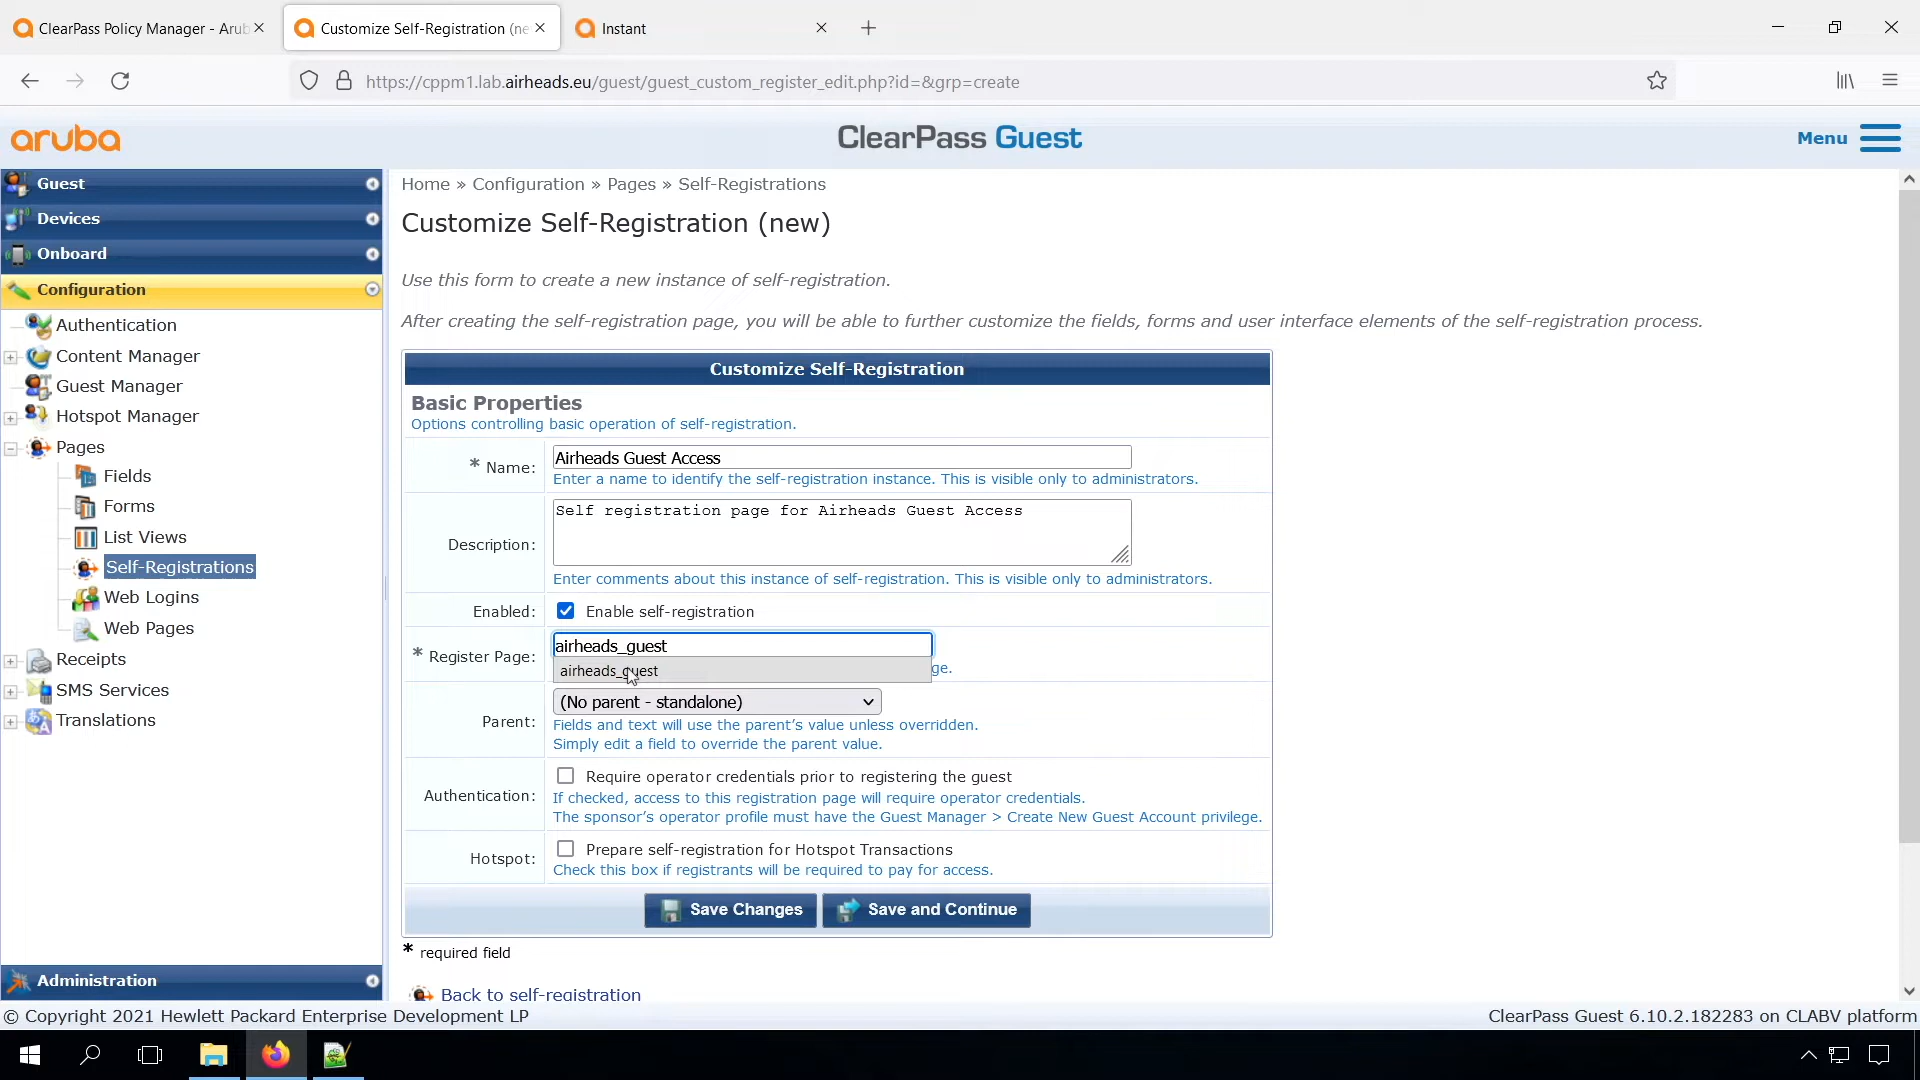 ClearPass Policy Manager - Arub
Customize Self-Registration (ne
Instant
https://cppm1.lab.airheads.eu/guest/guest_custom_register_edit.php?id=&grp=create
aruba
ClearPass Guest
Menu
Guest
Devices
Onboard
Configuration
Authentication
Content Manager
Guest Manager
Hotspot Manager
Pages
Fields
Forms
List Views
Self-Registrations
Web Logins
Web Pages
Receipts
SMS Services
Translations
Administration
Home » Configuration » Pages » Self-Registrations
Customize Self-Registration (new)
Use this form to create a new instance of self-registration.
After creating the self-registration page, you will be able to further customize the fields, forms and user interface elements of the self-registration process.
Customize Self-Registration
Basic Properties
Options controlling basic operation of self-registration.
* Name: Airheads Guest Access
Enter a name to identify the self-registration instance. This is visible only to administrators.
Description: Self registration page for Airheads Guest Access
Enter comments about this instance of self-registration. This is visible only to administrators.
Enabled: Enable self-registration
* Register Page: airheads_guest
airheads_guest ge.
Parent: (No parent - standalone)
Fields and text will use the parent's value unless overridden.
Simply edit a field to override the parent value.
Authentication: Require operator credentials prior to registering the guest
If checked, access to this registration page will require operator credentials.
The sponsor's operator profile must have the Guest Manager > Create New Guest Account privilege.
Hotspot: Prepare self-registration for Hotspot Transactions
Check this box if registrants will be required to pay for access.
Save Changes Save and Continue
* required field
Back to self-registration
© Copyright 2021 Hewlett Packard Enterprise Development LP
ClearPass Guest 6.10.2.182283 on CLABV platform